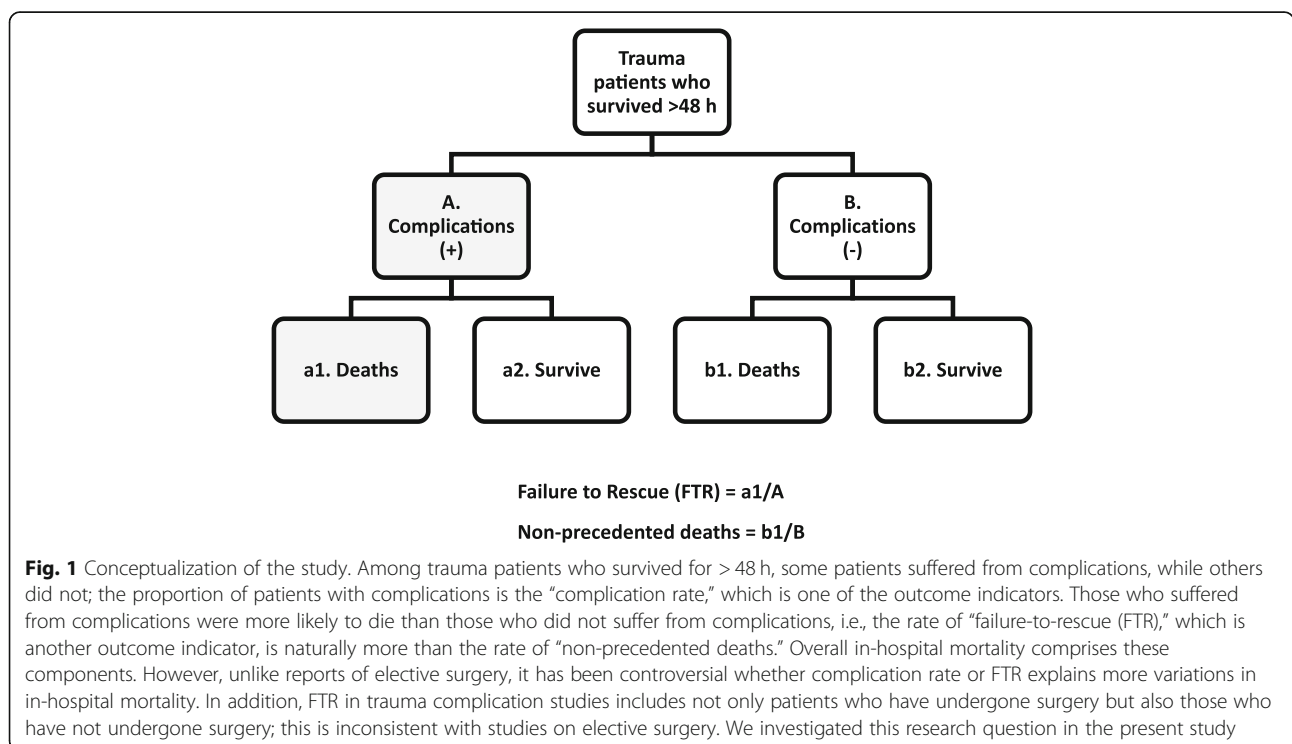 Trauma
patients who
survived >48 h
A.
Complications
(+)
B.
Complications
(-)
a1. Deaths
a2. Survive
b1. Deaths
b2. Survive
Failure to Rescue (FTR) = a1/A
Non-precedented deaths = b1/B
Fig. 1 Conceptualization of the study. Among trauma patients who survived for > 48 h, some patients suffered from complications, while others
did not; the proportion of patients with complications is the “complication rate,” which is one of the outcome indicators. Those who suffered
from complications were more likely to die than those who did not suffer from complications, i.e., the rate of “failure-to-rescue (FTR),” which is
another outcome indicator, is naturally more than the rate of “non-precedented deaths.” Overall in-hospital mortality comprises these
components. However, unlike reports of elective surgery, it has been controversial whether complication rate or FTR explains more variations in
in-hospital mortality. In addition, FTR in trauma complication studies includes not only patients who have undergone surgery but also those who
have not undergone surgery; this is inconsistent with studies on elective surgery. We investigated this research question in the present study